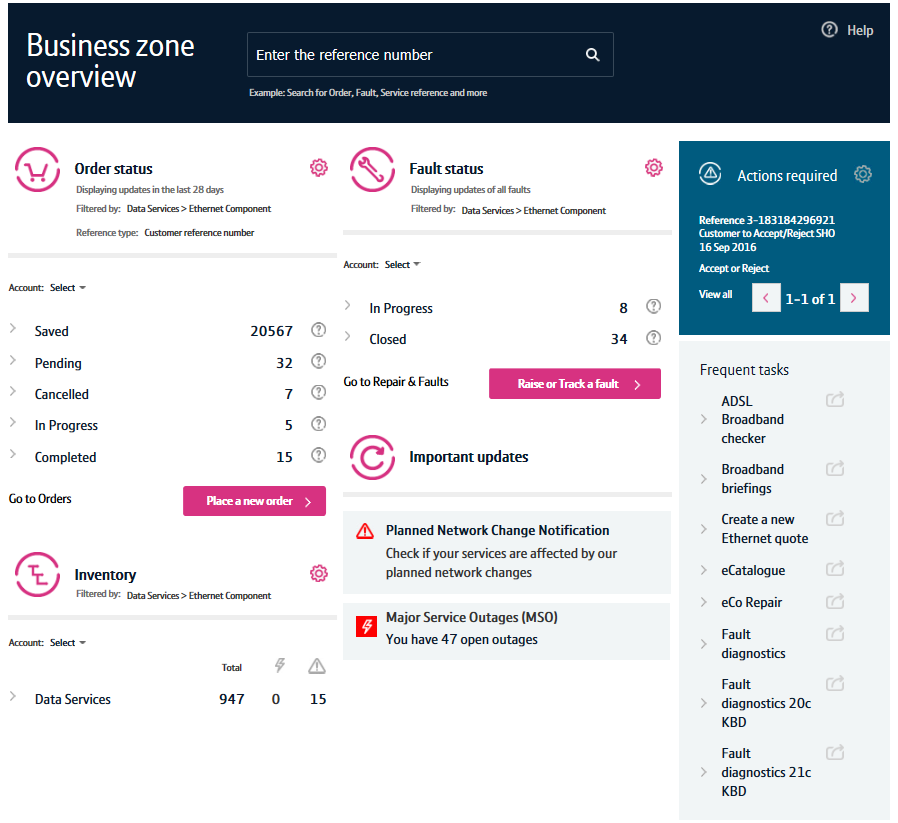 Business zone
overview
Enter the reference number
Example: Search for Order, Fault, Service reference and more
Help
Order status
Displaying updates in the last 28 days
Filtered by: Data Services > Ethernet Component
Reference type: Customer reference number
Account: Select
Saved 20567
Pending 32
Cancelled 7
In Progress 5
Completed 15
Go to Orders Place a new order
Inventory
Filtered by: Data Services > Ethernet Component
Account: Select
Total
Data Services 947 0 15
Fault status
Displaying updates of all faults
Filtered by: Data Services > Ethernet Component
Account: Select
In Progress 8
Closed 34
Go to Repair & Faults Raise or Track a fault
Important updates
Planned Network Change Notification
Check if your services are affected by our
planned network changes
Major Service Outages (MSO)
You have 47 open outages
Actions required
Reference 3-183184296921
Customer to Accept/Reject SHO
16 Sep 2016
Accept or Reject
View all 1-1 of 1
Frequent tasks
ADSL
Broadband
checker
Broadband
briefings
Create a new
Ethernet quote
eCatalogue
eCo Repair
Fault
diagnostics
Fault
diagnostics 20c
KBD
Fault
diagnostics 21c
KBD